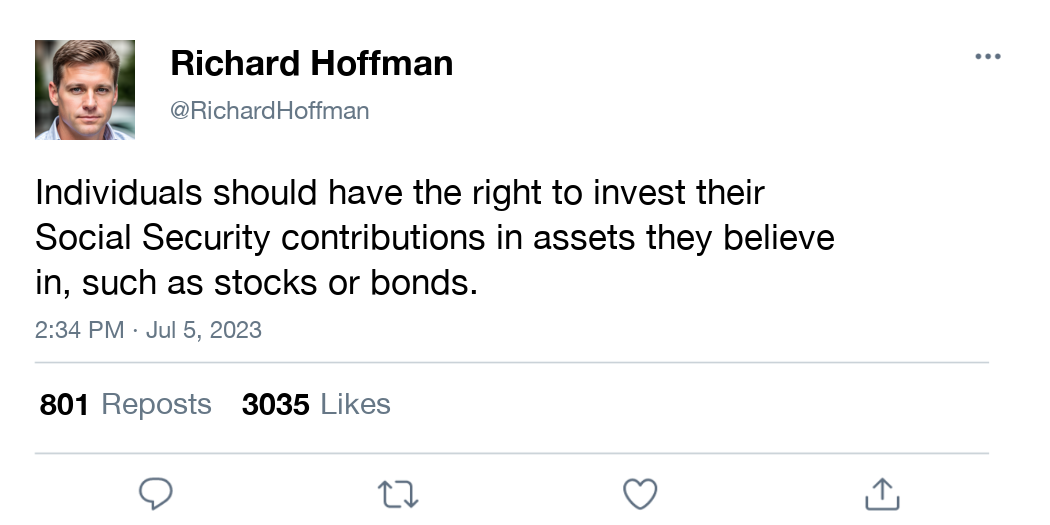 Richard Hoffman
@RichardHoffman
Individuals should have the right to invest their
Social Security contributions in assets they believe
in, such as stocks or bonds.
2:34 PM · Jul 5, 2023
801 Reposts 3035 Likes